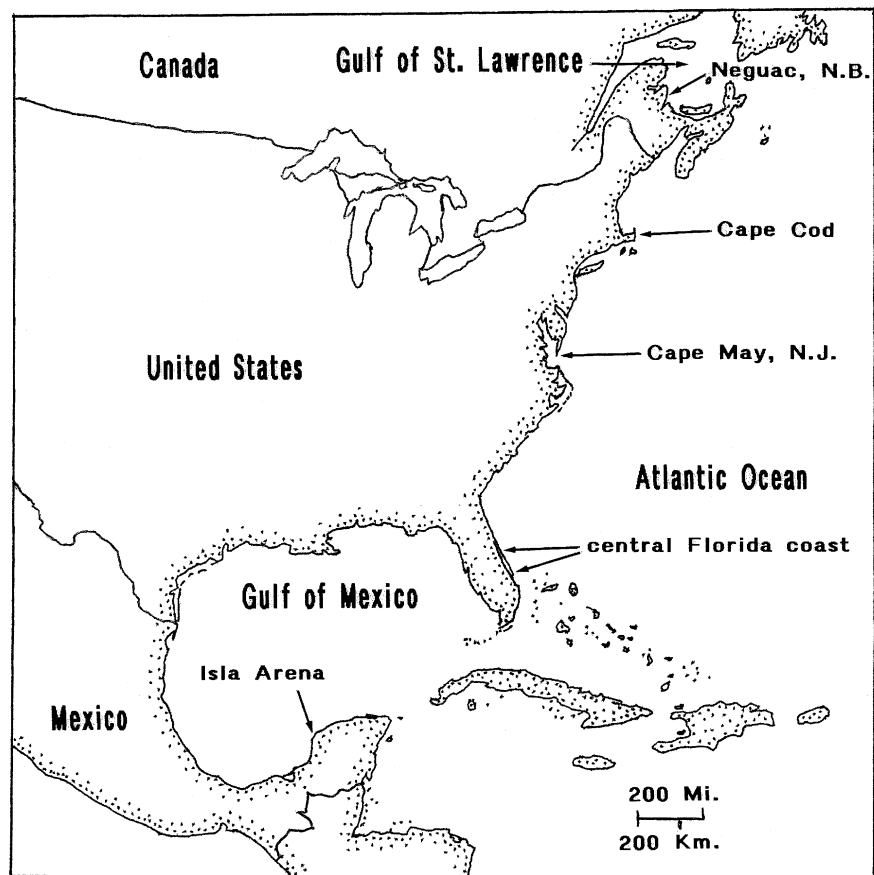 Canada
Gulf of St. Lawrence
Neguac, N.B.
Cape Cod
United States
Cape May, N.J.
Atlantic Ocean
central Florida coast
Gulf of Mexico
Isla Arena
Mexico
200 Mi.
200 Km.